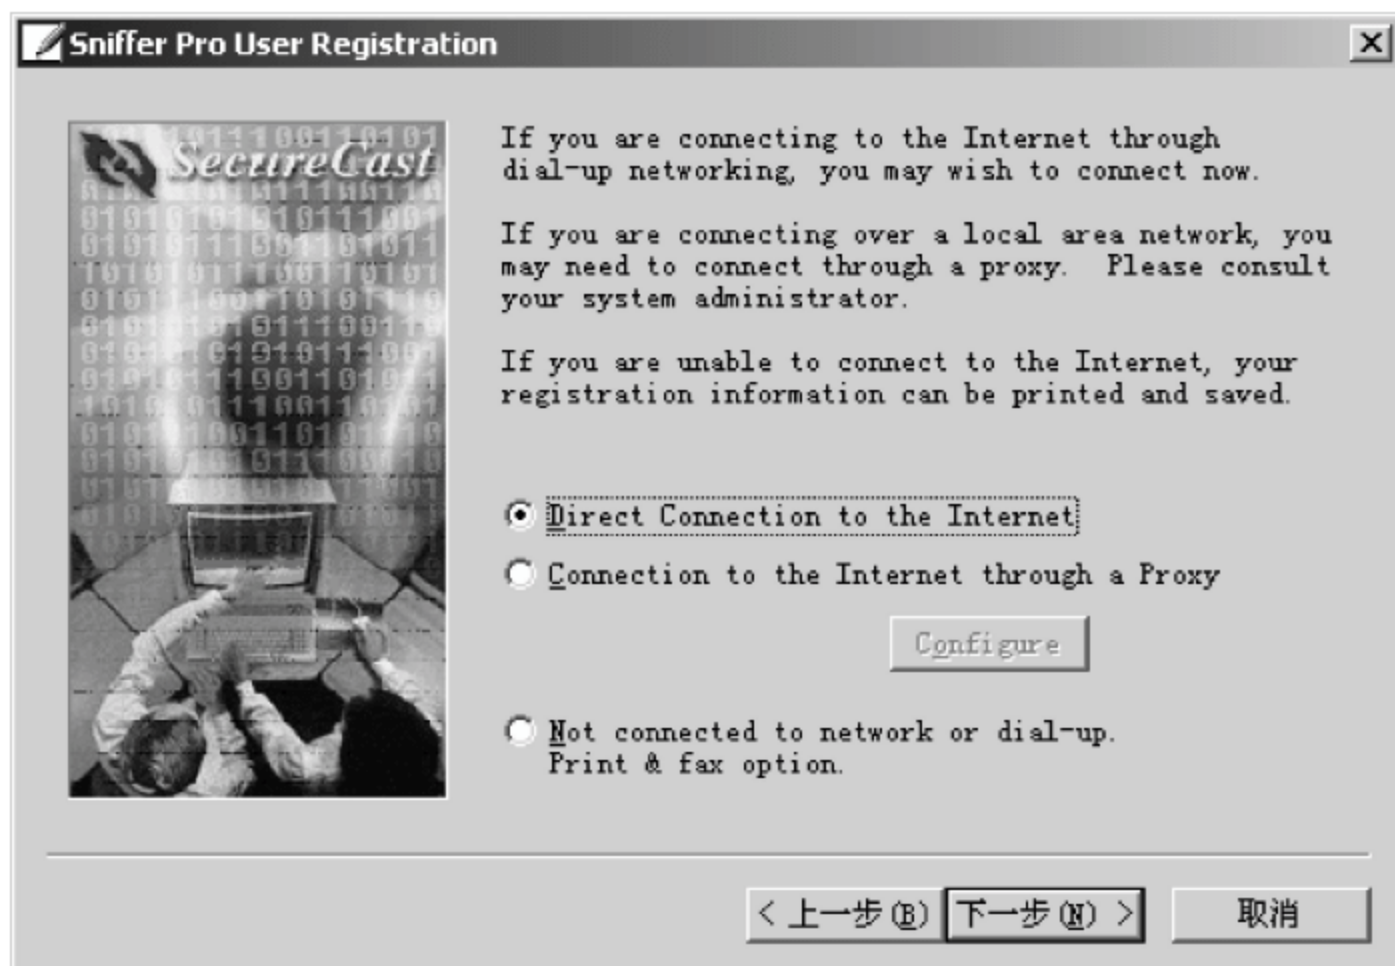 Sniffer Pro User Registration
SecureCast
If you are connecting to the Internet through
dial-up networking, you may wish to connect now.
If you are connecting over a local area network, you
may need to connect through a proxy.  Please consult
your system administrator.
If you are unable to connect to the Internet, your
registration information can be printed and saved.
Direct Connection to the Internet
Connection to the Internet through a Proxy
Configure
Not connected to network or dial-up.
Print & fax option.
< 上一步(B) 下一步(N) > 取消